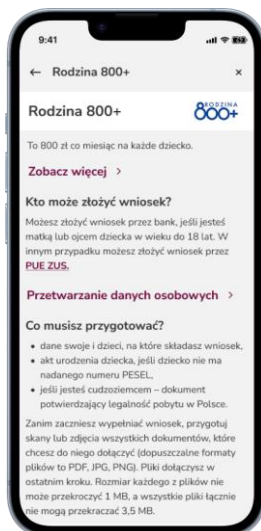 9:41
← Rodzina 800+ ×
Rodzina 800+
RODZINA
800+
To 800 zł co miesiąc na każde dziecko.
Zobacz więcej >
Kto może złożyć wniosek?
Możesz złożyć wniosek przez bank, jeśli jesteś
matką lub ojcem dziecka w wieku do 18 lat. W
innym przypadku możesz złożyć wniosek przez
PUE ZUS.
Przetwarzanie danych osobowych >
Co musisz przygotować?
• dane swoje i dzieci, na które składasz wniosek,
• akt urodzenia dziecka, jeśli dziecko nie ma
nadanego numeru PESEL,
• jeśli jesteś cudzoziemcem – dokument
potwierdzający legalność pobytu w Polsce.
Zanim zaczniesz wypełniać wniosek, przygotuj
skany lub zdjęcia wszystkich dokumentów, które
chcesz do niego dołączyć (dopuszczalne formaty
plików to PDF, JPG, PNG). Pliki dołączysz w
ostatnim kroku. Rozmiar każdego z plików nie
może przekroczyć 1 MB, a wszystkie pliki łącznie
nie mogą przekraczać 3,5 MB.